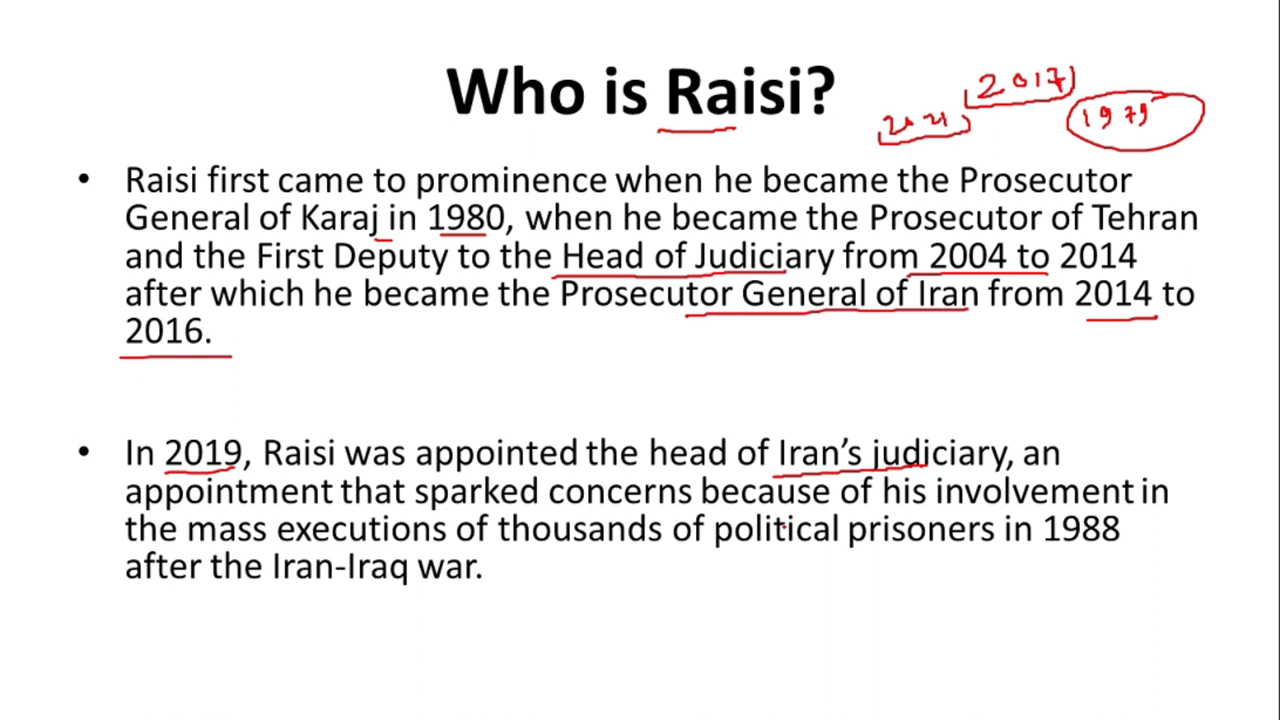 Who is Raisi?
2017
2021
1979
• Raisi first came to prominence when he became the Prosecutor
General of Karaj in 1980, when he became the Prosecutor of Tehran
and the First Deputy to the Head of Judiciary from 2004 to 2014
after which he became the Prosecutor General of Iran from 2014 to
2016.
• In 2019, Raisi was appointed the head of Iran’s judiciary, an
appointment that sparked concerns because of his involvement in
the mass executions of thousands of political prisoners in 1988
after the Iran-Iraq war.